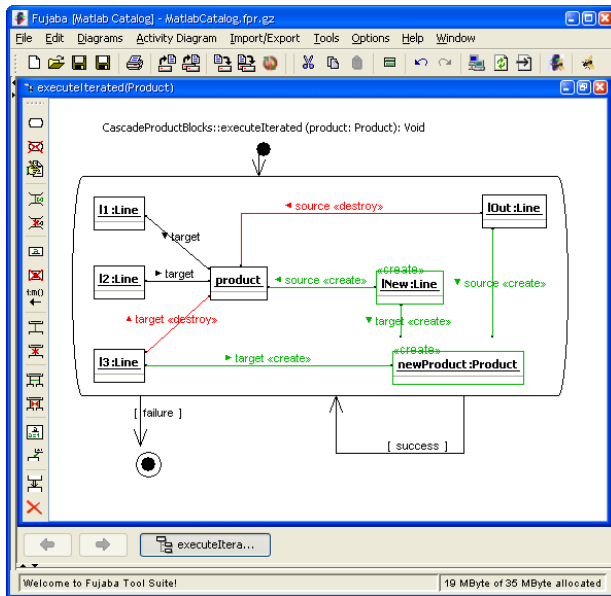 Fujaba [Matlab Catalog] - MatlabCatalog.fpr.gz
File Edit Diagrams Activity Diagram Import/Export Tools Options Help Window
executeIterated(Product)
CascadeProductBlocks::executeIterated (product: Product): Void
l1 :Line
source «destroy»
lOut :Line
target
l2 :Line
target
product
source «create»
«create»
lNew :Line
source «create»
target «destroy»
target «create»
l3 :Line
target «create»
«create»
newProduct :Product
[ failure ]
[ success ]
executeItera...
Welcome to Fujaba Tool Suite!
19 MByte of 35 MByte allocated